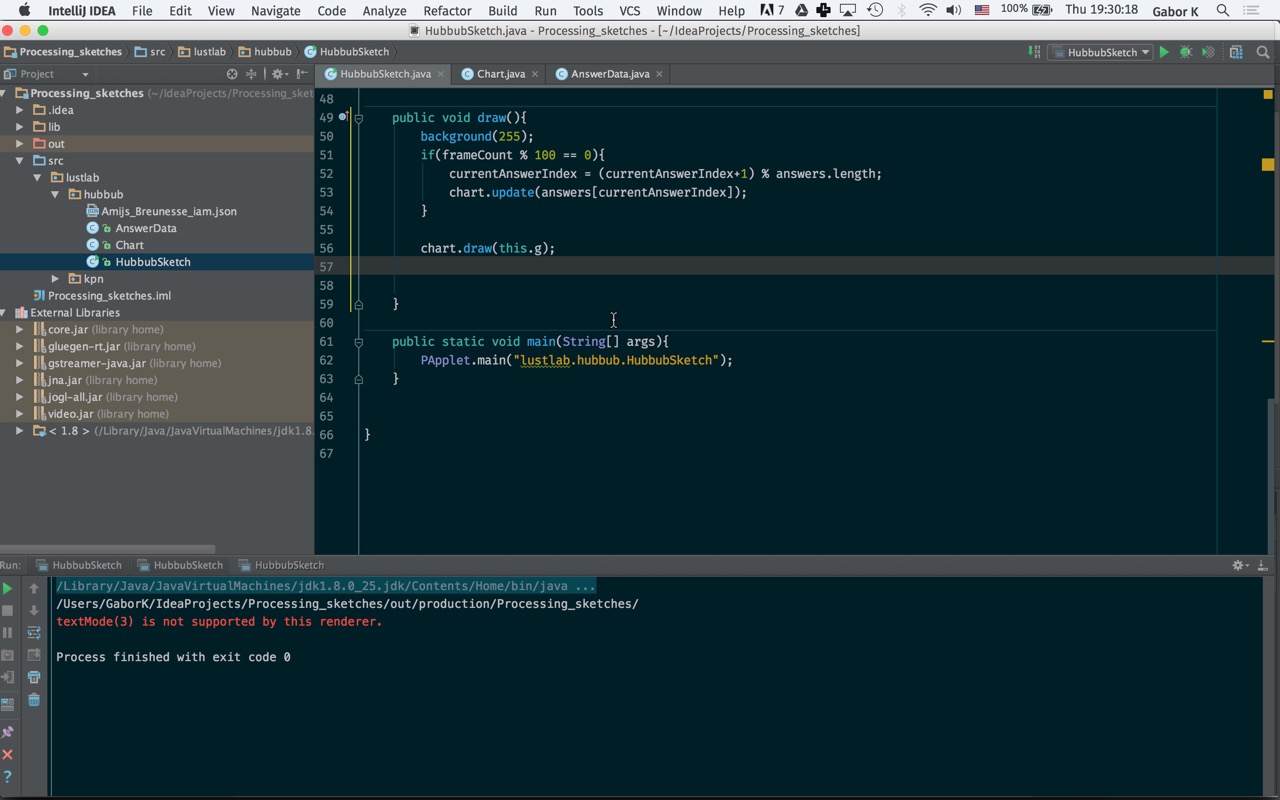 IntelliJ IDEA File Edit View Navigate Code Analyze Refactor Build Run Tools VCS Window Help 7 100% Thu 19:30:18 Gabor K
HubbubSketch.java - Processing_sketches - [~/IdeaProjects/Processing_sketches]
Processing_sketches src lustlab hubbub HubbubSketch HubbubSketch
Project HubbubSketch.java Chart.java AnswerData.java
Processing_sketches (~/IdeaProjects/Processing_sket
.idea
lib
out
src
lustlab
hubbub
Amijs_Breunesse_iam.json
AnswerData
Chart
HubbubSketch
kpn
Processing_sketches.iml
External Libraries
core.jar (library home)
gluegen-rt.jar (library home)
gstreamer-java.jar (library home)
jna.jar (library home)
jogl-all.jar (library home)
video.jar (library home)
< 1.8 > (/Library/Java/JavaVirtualMachines/jdk1.8.
48
49 public void draw(){
50 background(255);
51 if(frameCount % 100 == 0){
52 currentAnswerIndex = (currentAnswerIndex+1) % answers.length;
53 chart.update(answers[currentAnswerIndex]);
54 }
55
56 chart.draw(this.g);
57
58
59 }
60
61 public static void main(String[] args){
62 PApplet.main("lustlab.hubbub.HubbubSketch");
63 }
64
65
66 }
67
Run: HubbubSketch HubbubSketch HubbubSketch
/Library/Java/JavaVirtualMachines/jdk1.8.0_25.jdk/Contents/Home/bin/java ...
/Users/GaborK/IdeaProjects/Processing_sketches/out/production/Processing_sketches/
textMode(3) is not supported by this renderer.
Process finished with exit code 0